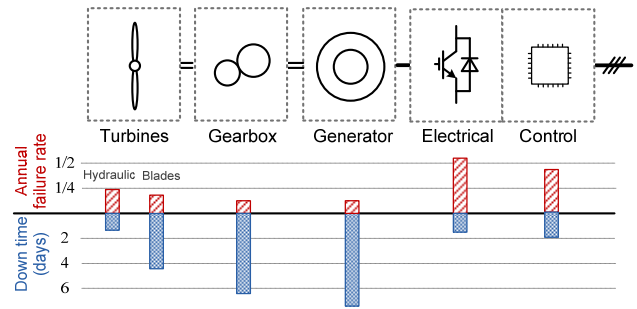 Turbines Gearbox Generator Electrical Control
Annual
failure rate
1/2
1/4
Hydraulic Blades
Down time
(days)
2
4
6